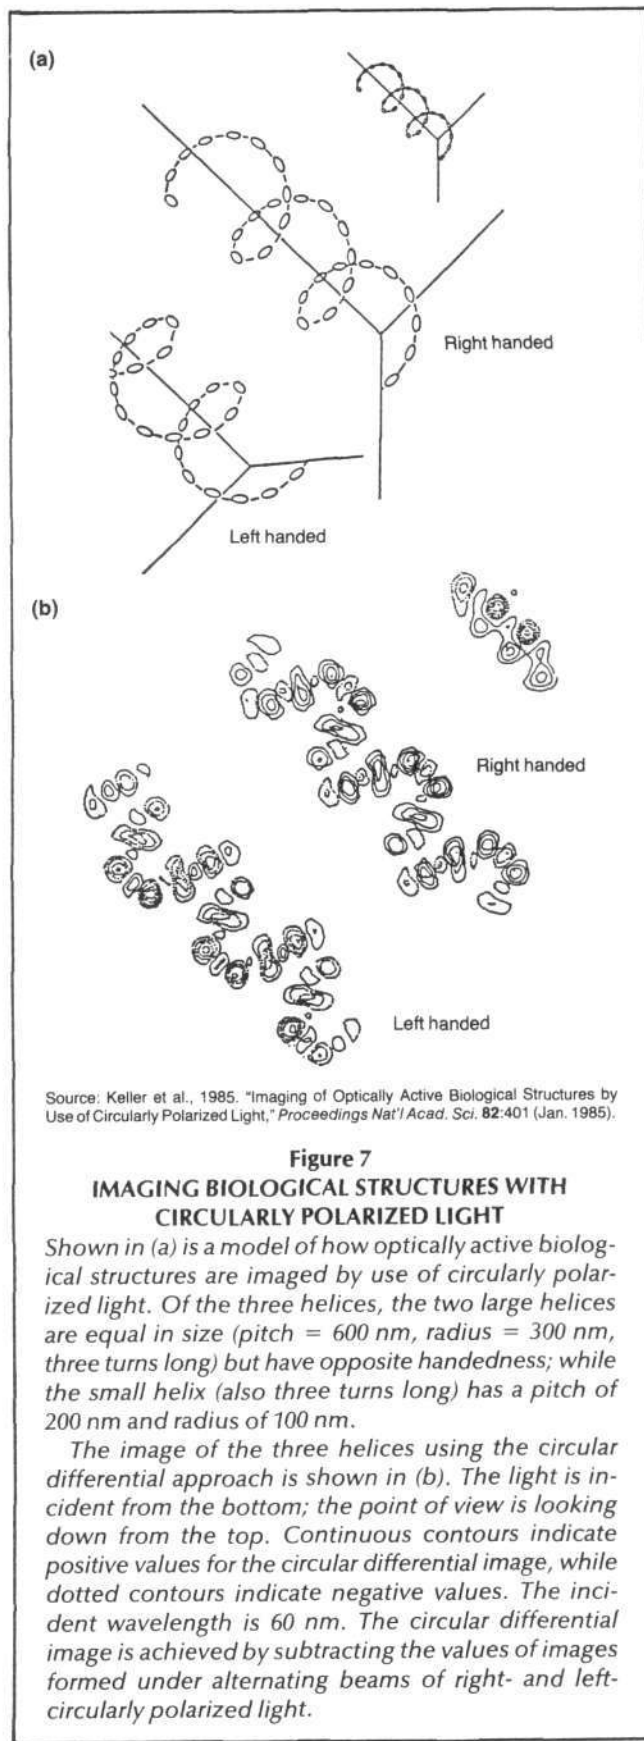 (a)
Right handed
Left handed
(b)
Right handed
Left handed
Source: Keller et al., 1985. "Imaging of Optically Active Biological Structures by
Use of Circularly Polarized Light," Proceedings Nat'l Acad. Sci. 82:401 (Jan. 1985).
Figure 7
IMAGING BIOLOGICAL STRUCTURES WITH
CIRCULARLY POLARIZED LIGHT
Shown in (a) is a model of how optically active biolog-
ical structures are imaged by use of circularly polar-
ized light. Of the three helices, the two large helices
are equal in size (pitch = 600 nm, radius = 300 nm,
three turns long) but have opposite handedness; while
the small helix (also three turns long) has a pitch of
200 nm and radius of 100 nm.
The image of the three helices using the circular
differential approach is shown in (b). The light is in-
cident from the bottom; the point of view is looking
down from the top. Continuous contours indicate
positive values for the circular differential image, while
dotted contours indicate negative values. The inci-
dent wavelength is 60 nm. The circular differential
image is achieved by subtracting the values of images
formed under alternating beams of right- and left-
circularly polarized light.